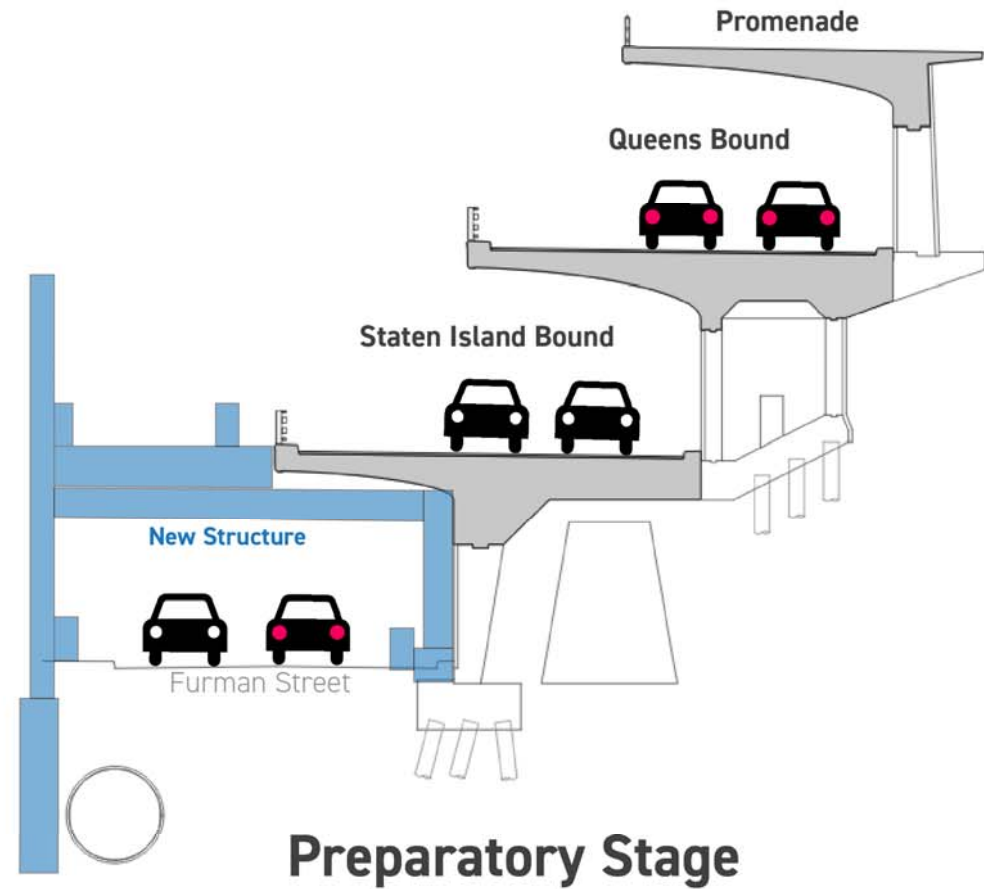 Promenade
Queens Bound
Staten Island Bound
New Structure
Furman Street
Preparatory Stage